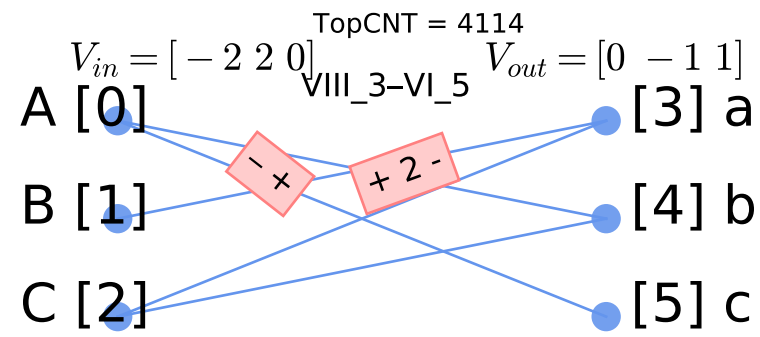 TopCNT = 4114
V_in = [ − 2 2 0]
V_out = [0 − 1 1]
VIII_3–VI_5
A [0]
[3] a
− +
+ 2 -
B [1]
[4] b
C [2]
[5] c